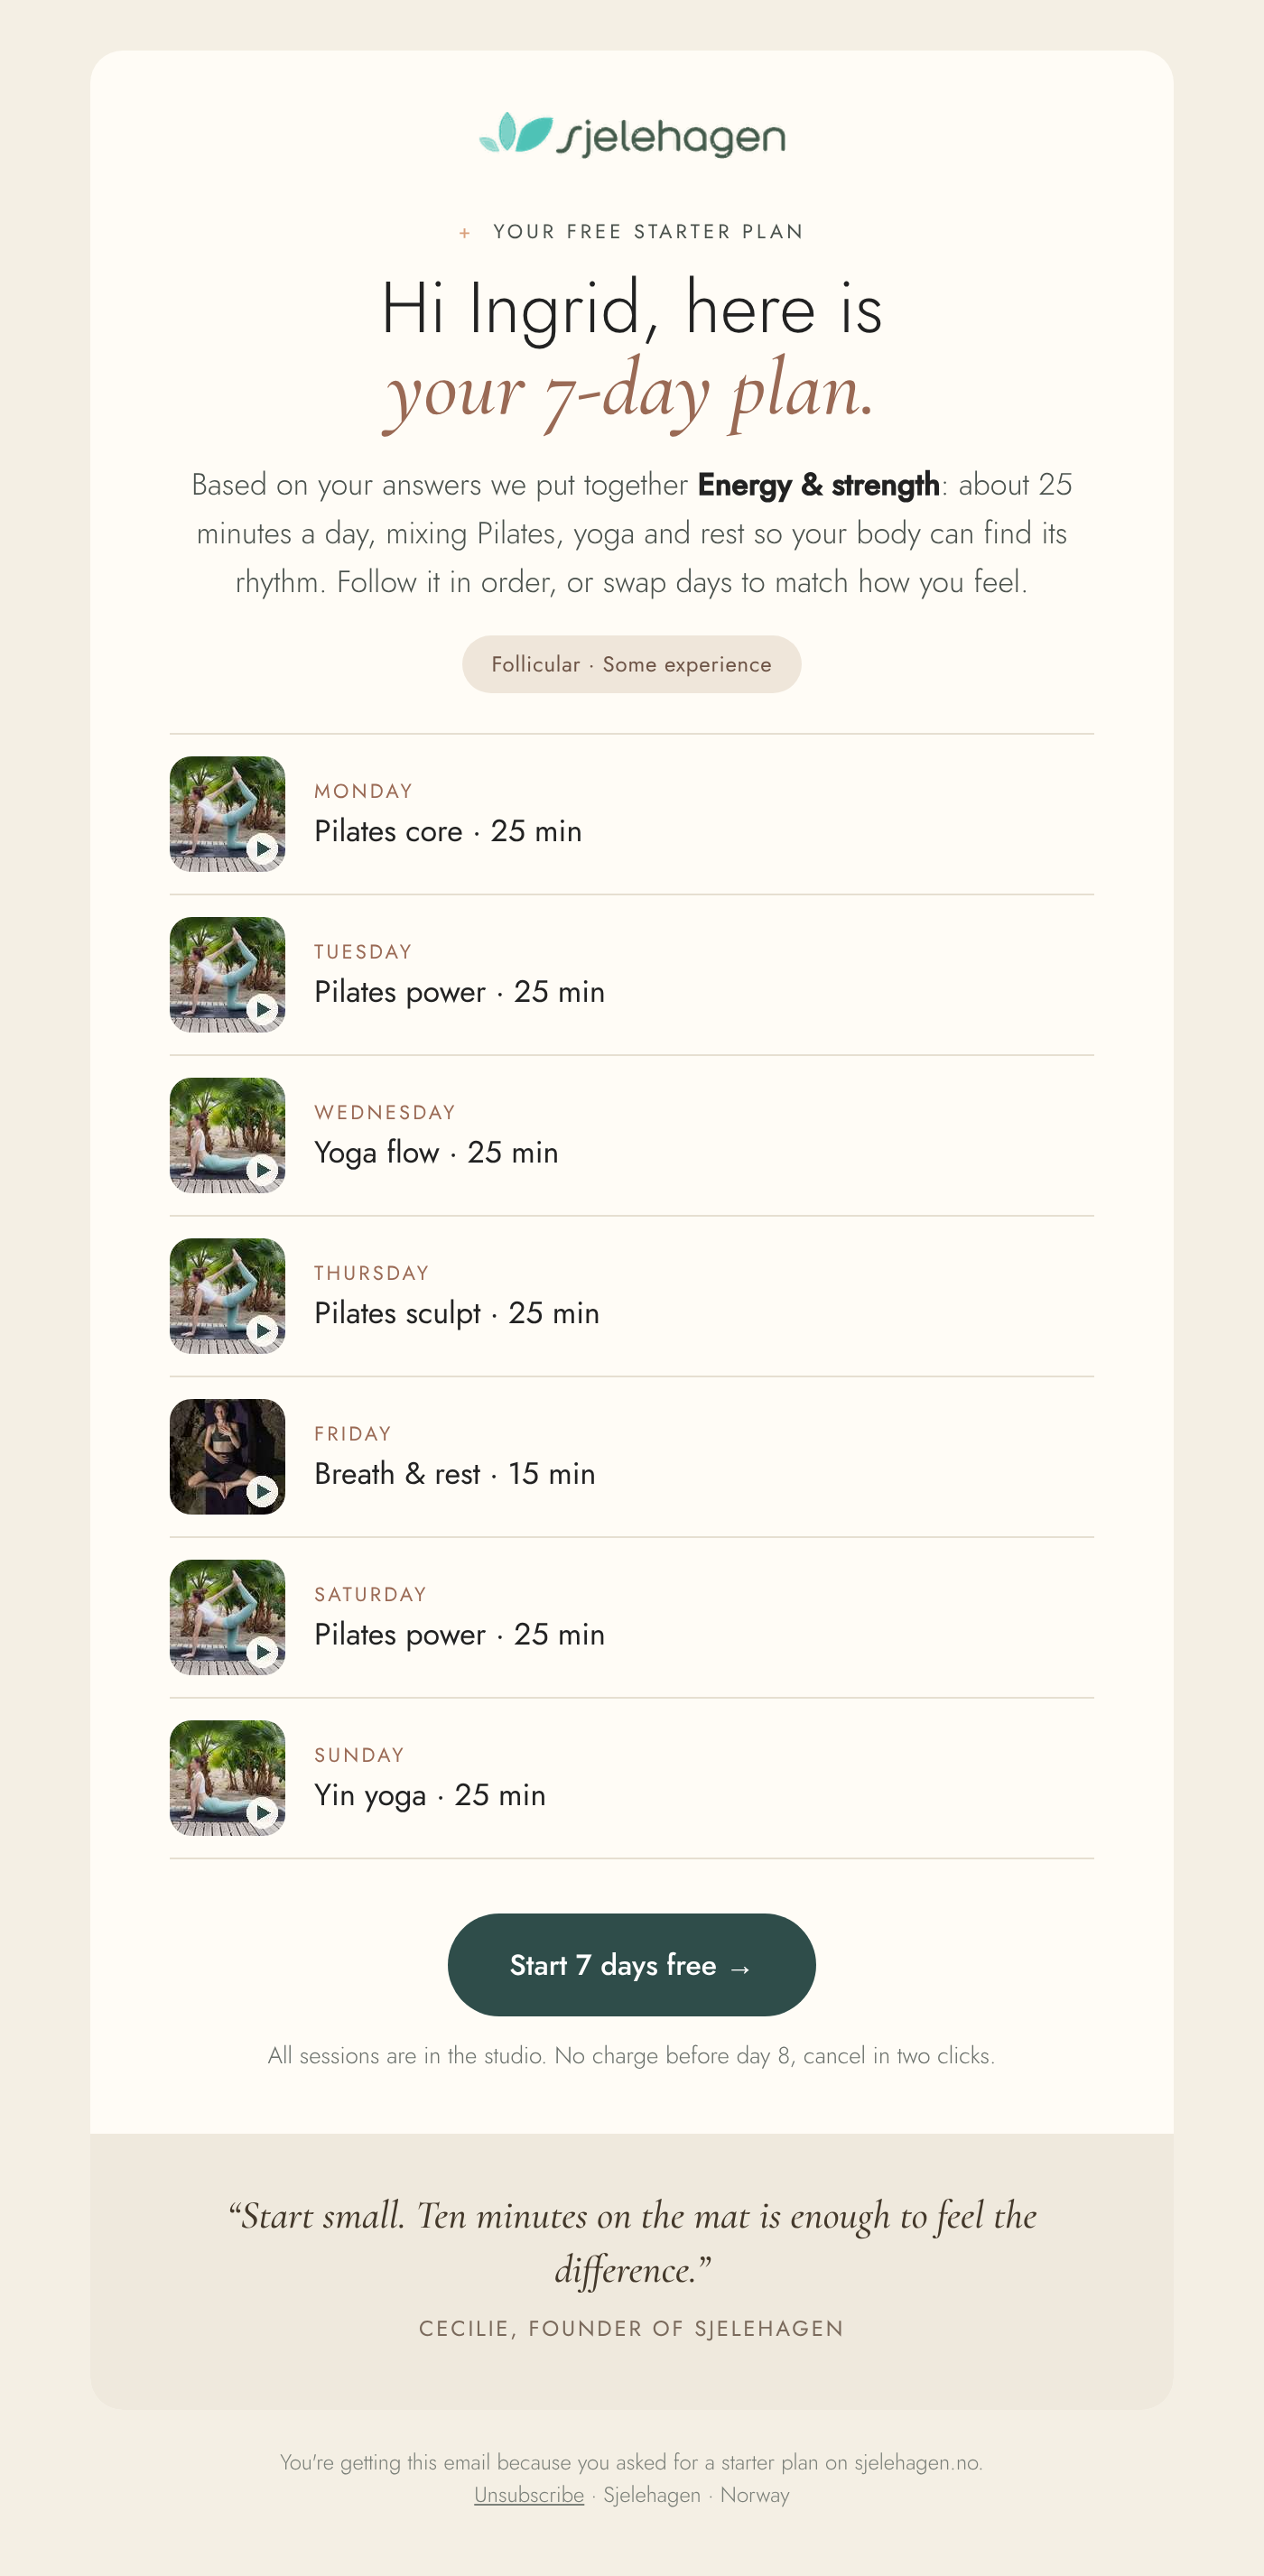 sjelehagen
+ YOUR FREE STARTER PLAN
Hi Ingrid, here is
your 7-day plan.
Based on your answers we put together Energy & strength: about 25
minutes a day, mixing Pilates, yoga and rest so your body can find its
rhythm. Follow it in order, or swap days to match how you feel.
Follicular · Some experience
MONDAY
Pilates core · 25 min
TUESDAY
Pilates power · 25 min
WEDNESDAY
Yoga flow · 25 min
THURSDAY
Pilates sculpt · 25 min
FRIDAY
Breath & rest · 15 min
SATURDAY
Pilates power · 25 min
SUNDAY
Yin yoga · 25 min
Start 7 days free →
All sessions are in the studio. No charge before day 8, cancel in two clicks.
“Start small. Ten minutes on the mat is enough to feel the
difference.”
CECILIE, FOUNDER OF SJELEHAGEN
You're getting this email because you asked for a starter plan on sjelehagen.no.
Unsubscribe · Sjelehagen · Norway